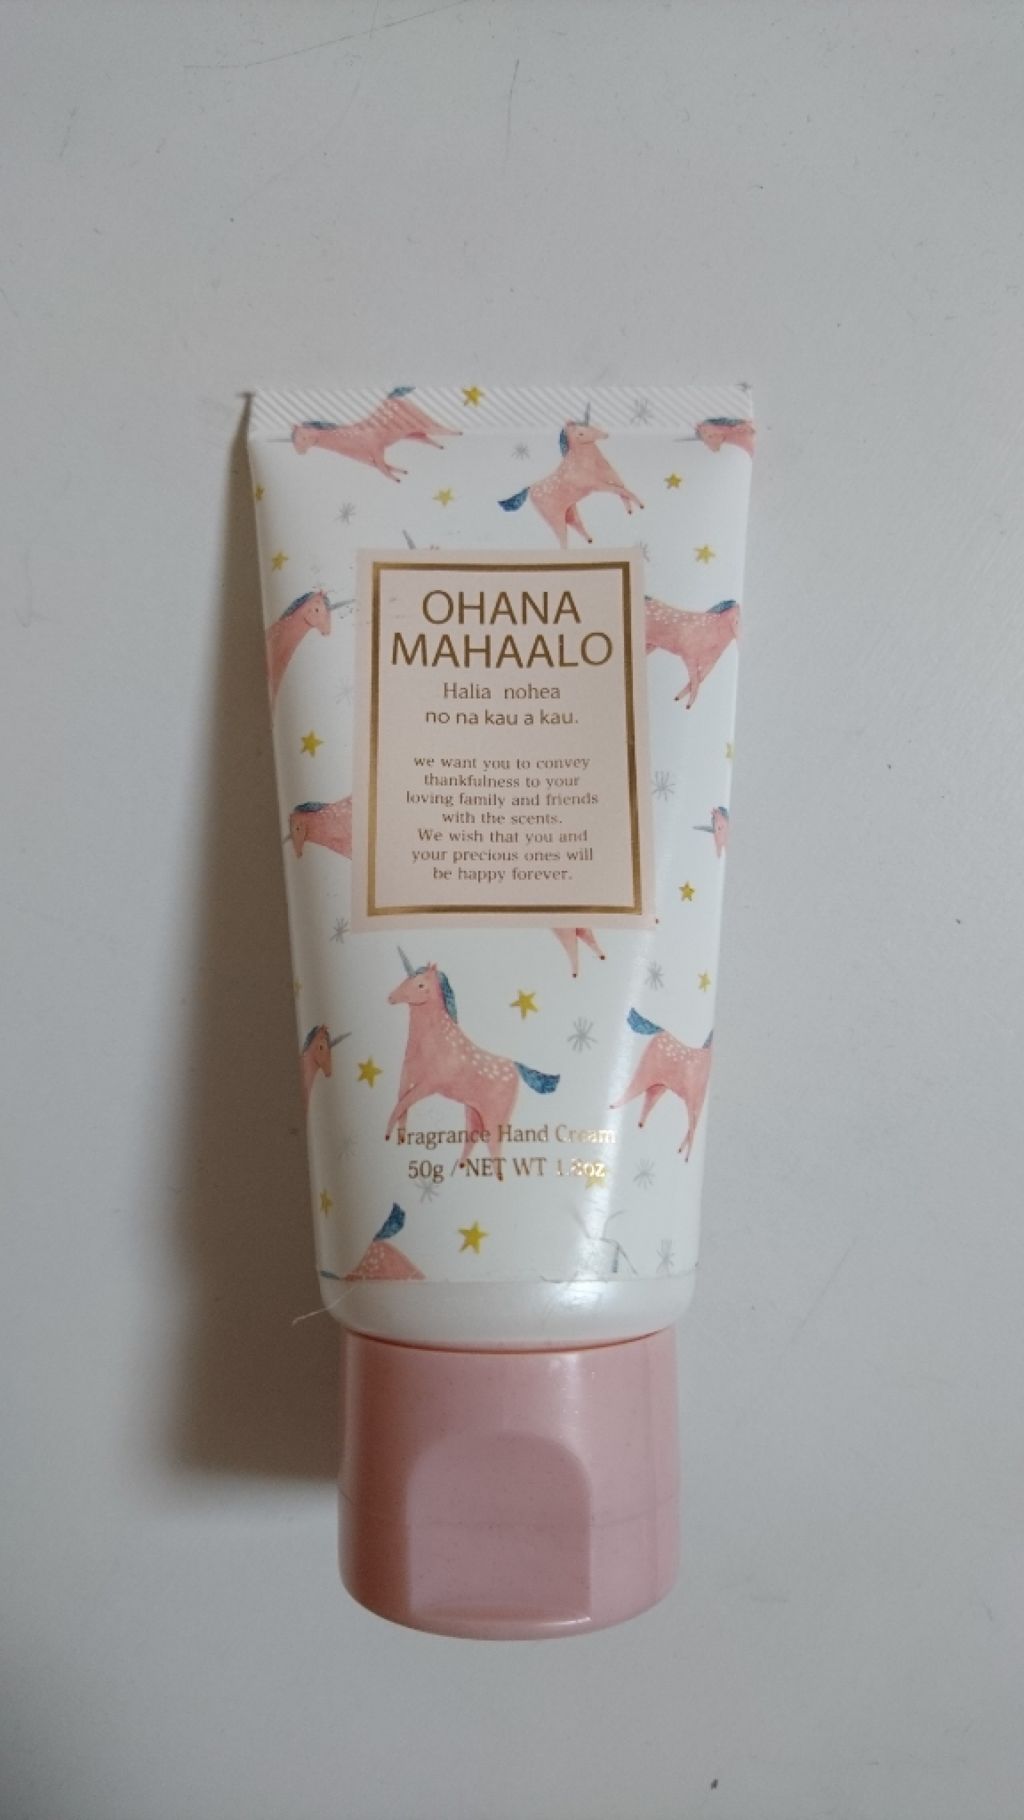 OHANA
MAHAALO
Halia nohea
no na kau a kau.
we want you to convey
thankfulness to your
loving family and friends
with the scents.
We wish that you and
your precious ones will
be happy forever.
Fragrance Hand Cream
50g / NET WT 1.8oz